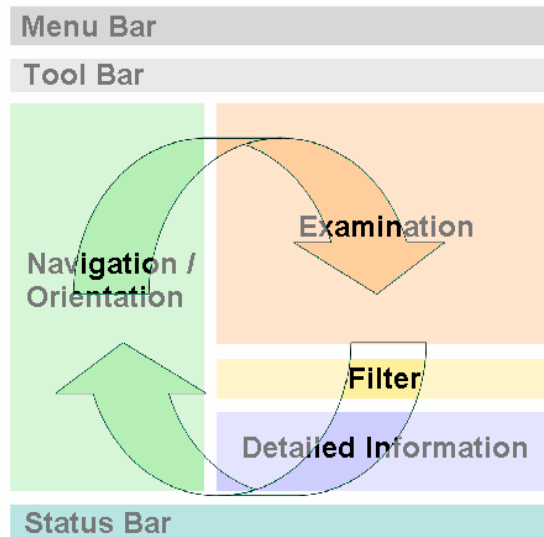 Menu Bar
Tool Bar
Examination
Navigation /
Orientation
Filter
Detailed Information
Status Bar